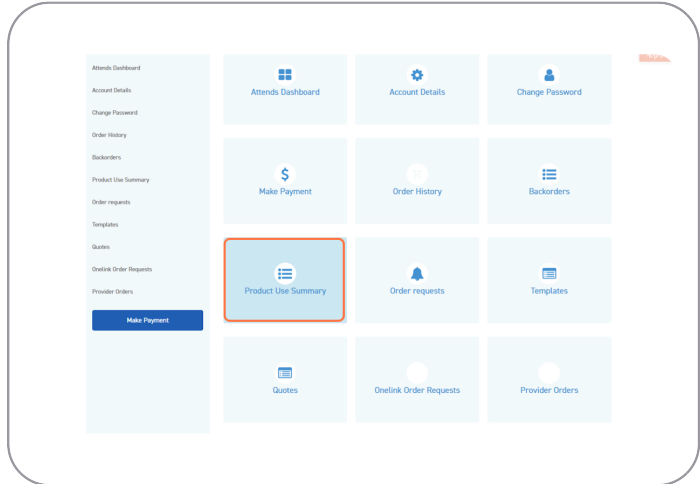 Attends Dashboard
Account Details
Change Password
Order History
Backorders
Product Use Summary
Order requests
Templates
Quotes
Onelink Order Requests
Provider Orders
Make Payment
Attends Dashboard
Account Details
Change Password
Make Payment
Order History
Backorders
Product Use Summary
Order requests
Templates
Quotes
Onelink Order Requests
Provider Orders